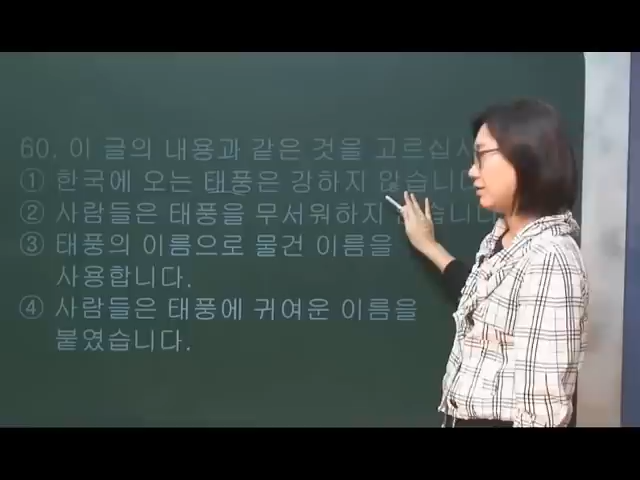 60. 이 글의 내용과 같은 것을 고르십시
① 한국에 오는 태풍은 강하지 않습니다
② 사람들은 태풍을 무서워하지 습니다
③ 태풍의 이름으로 물건 이름을
사용합니다.
④ 사람들은 태풍에 귀여운 이름을
붙였습니다.